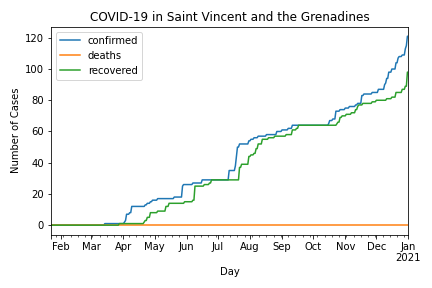 COVID-19 in Saint Vincent and the Grenadines
confirmed
deaths
recovered
Number of Cases
120
100
80
60
40
20
0
Feb Mar Apr May Jun Jul Aug Sep Oct Nov Dec Jan
2021
Day